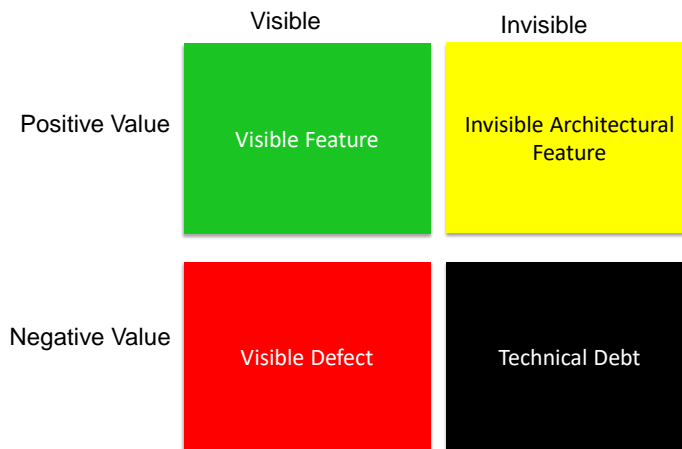 Visible
Invisible
Positive Value
Visible Feature
Invisible Architectural
Feature
Negative Value
Visible Defect
Technical Debt